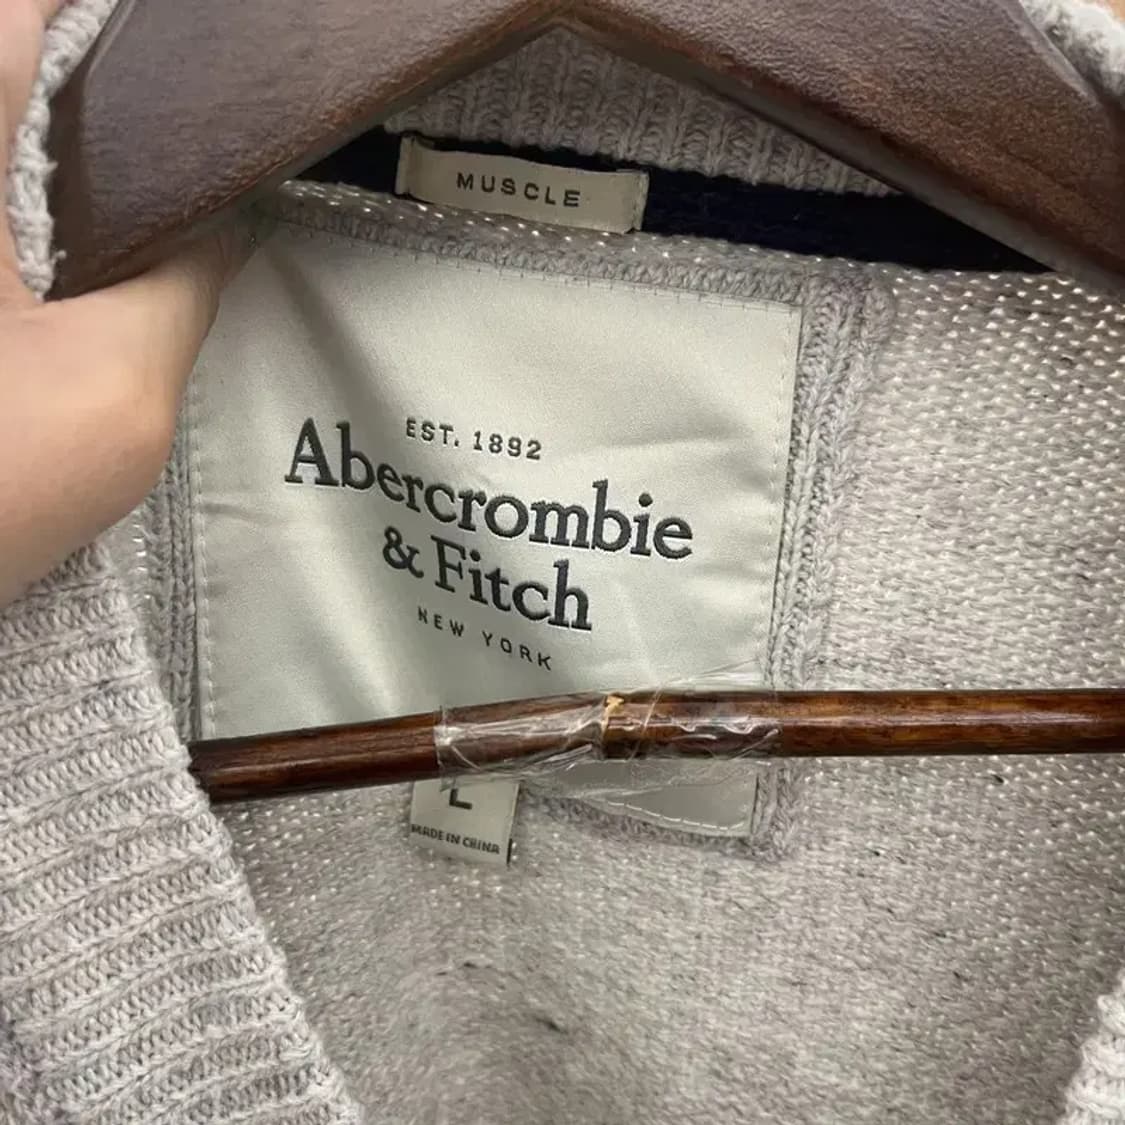 MUSCLE
EST. 1892
Abercrombie
& Fitch
NEW YORK
L
MADE IN CHINA